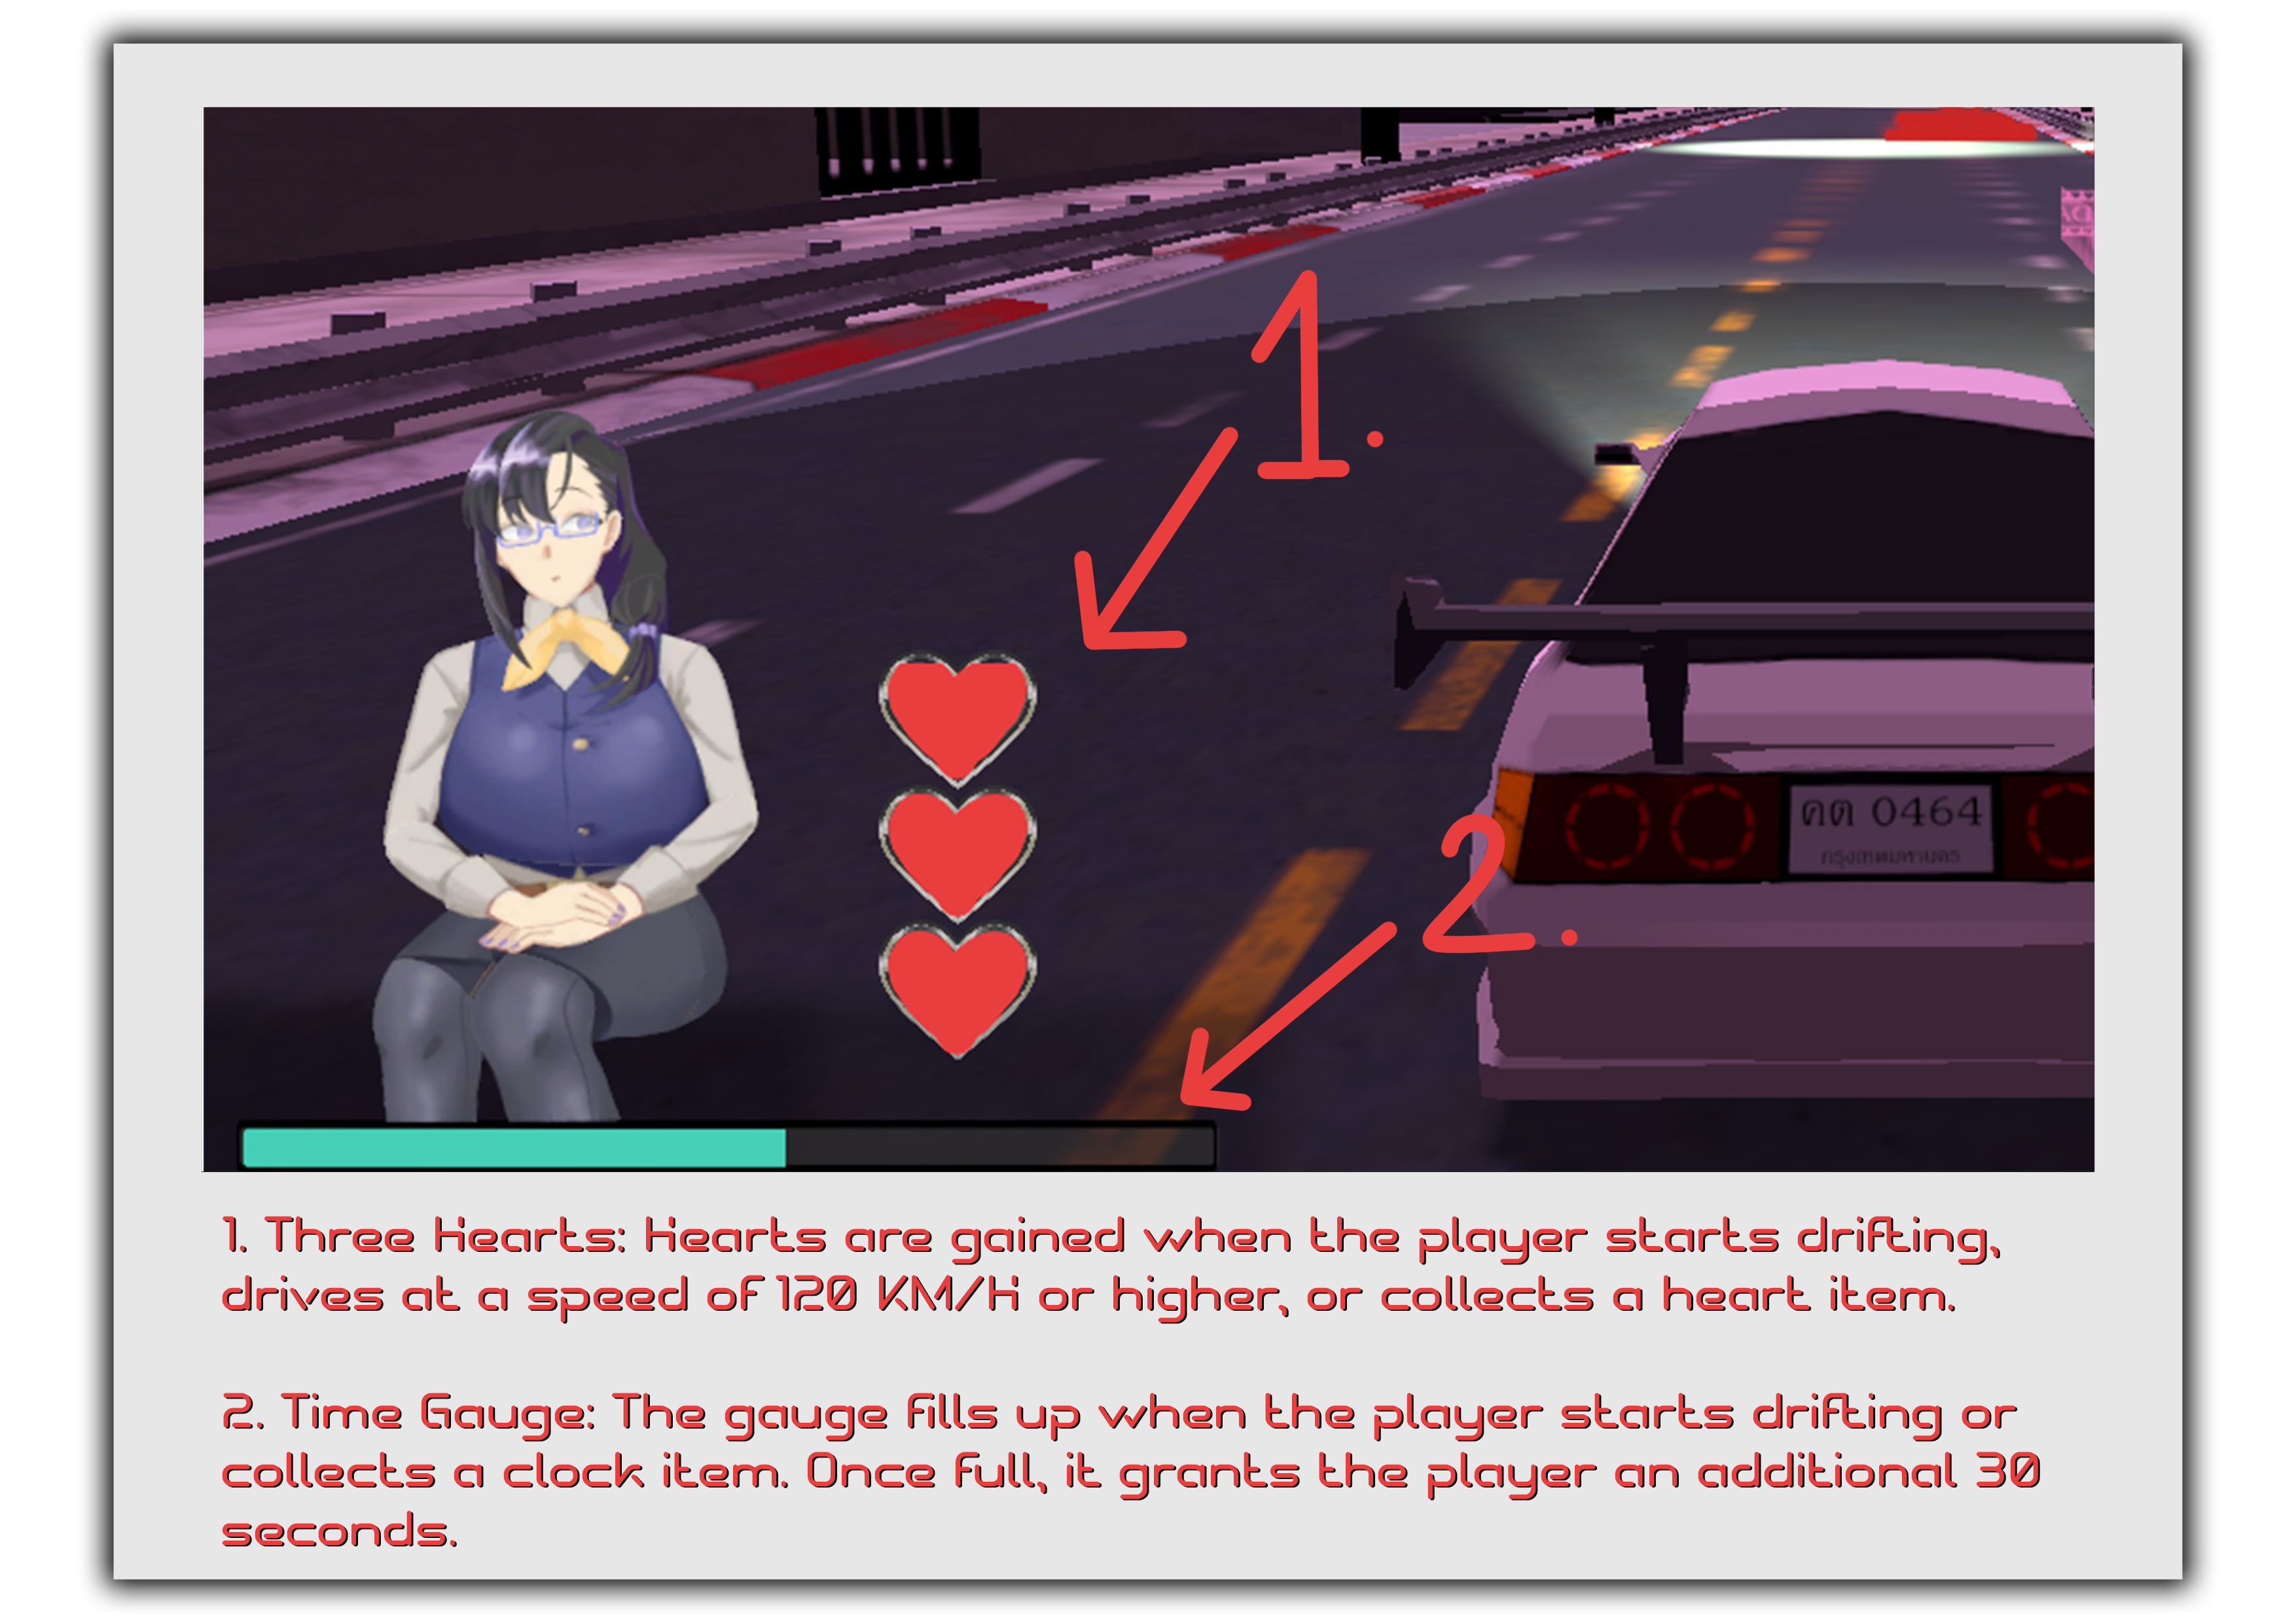 1.
คต 0464
กรุงเทพมหานคร
2.
1. Three Hearts: Hearts are gained when the player starts drifting,
drives at a speed of 120 KM/H or higher, or collects a heart item.
2. Time Gauge: The gauge fills up when the player starts drifting or
collects a clock item. Once full, it grants the player an additional 30
seconds.